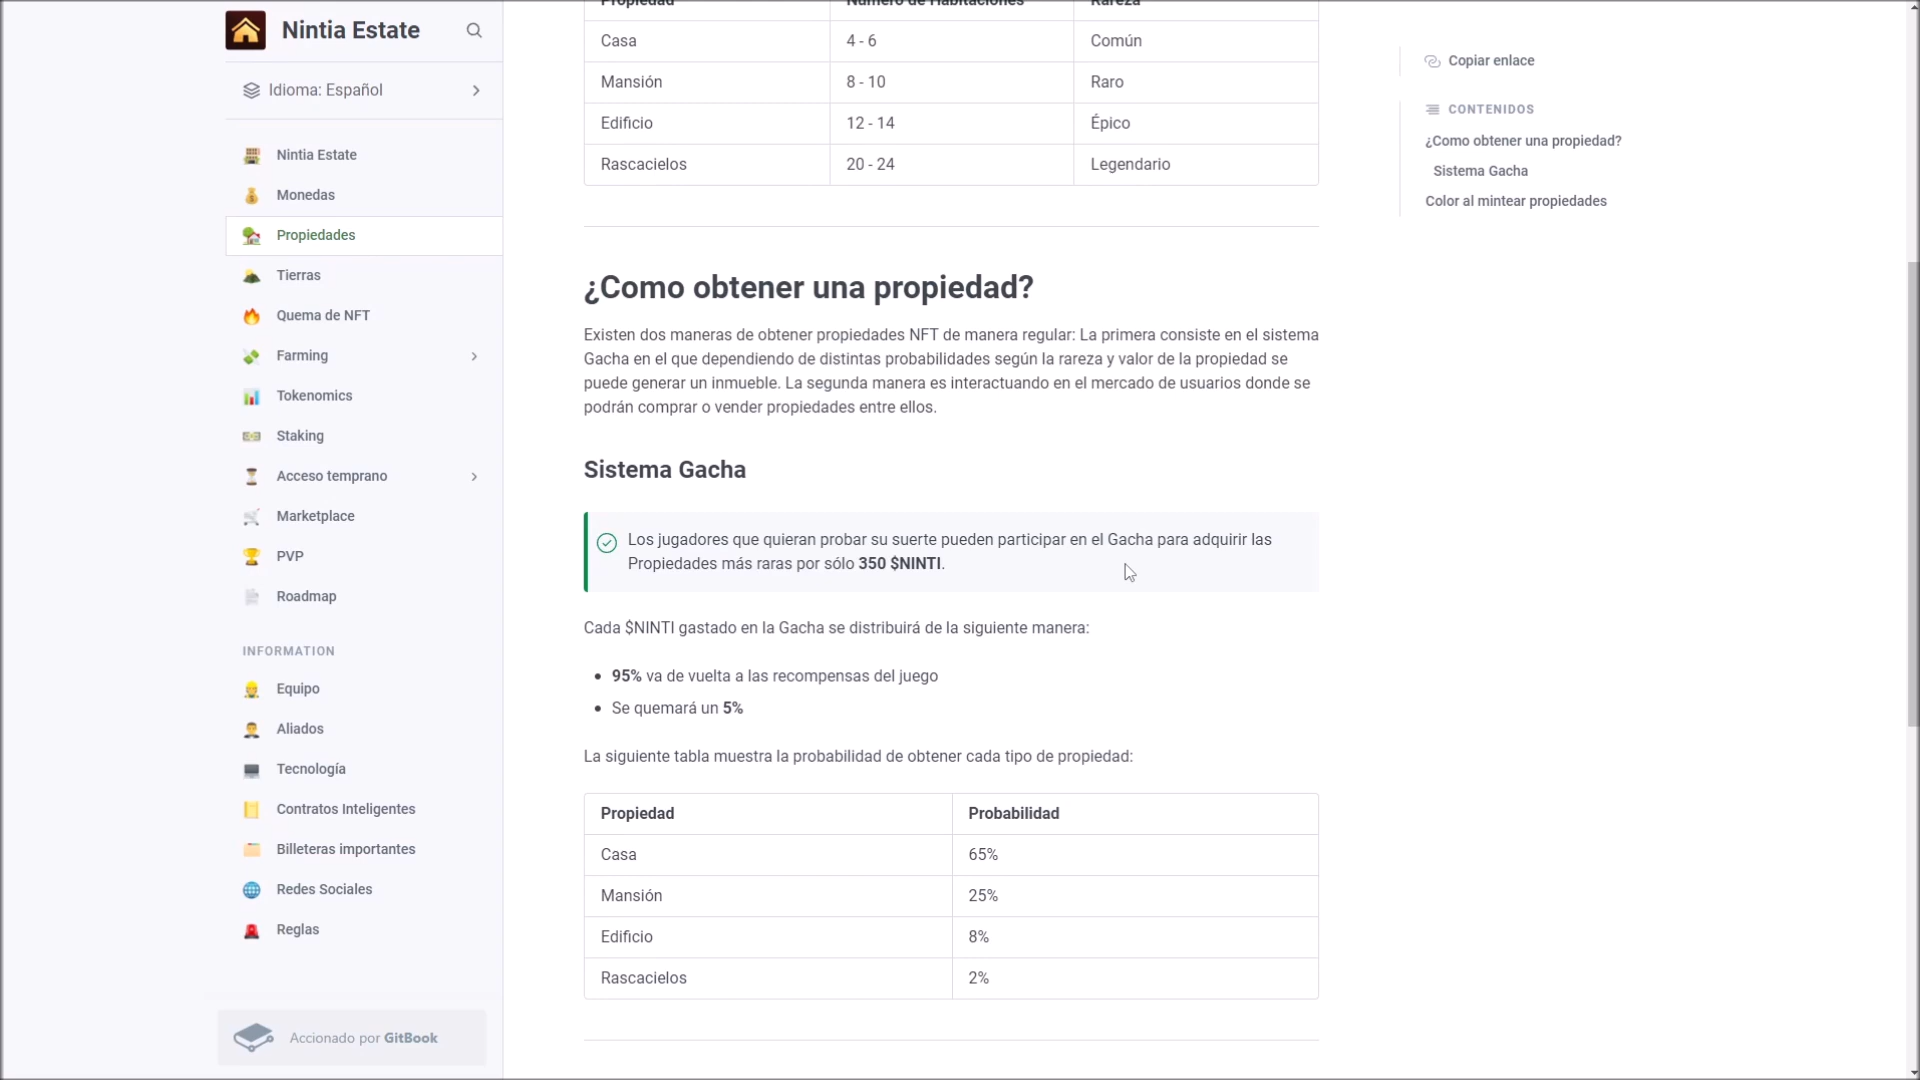 Nintia Estate
Idioma: Español
Nintia Estate
Monedas
Propiedades
Tierras
Quema de NFT
Farming
Tokenomics
Staking
Acceso temprano
Marketplace
PVP
Roadmap
INFORMATION
Equipo
Aliados
Tecnología
Contratos Inteligentes
Billeteras importantes
Redes Sociales
Reglas
Accionado por GitBook
Propiedad Número de Habitaciones Rareza
Casa 4 - 6 Común
Mansión 8 - 10 Raro
Edificio 12 - 14 Épico
Rascacielos 20 - 24 Legendario
¿Como obtener una propiedad?
Existen dos maneras de obtener propiedades NFT de manera regular: La primera consiste en el sistema
Gacha en el que dependiendo de distintas probabilidades según la rareza y valor de la propiedad se
puede generar un inmueble. La segunda manera es interactuando en el mercado de usuarios donde se
podrán comprar o vender propiedades entre ellos.
Sistema Gacha
Los jugadores que quieran probar su suerte pueden participar en el Gacha para adquirir las
Propiedades más raras por sólo 350 $NINTI.
Cada $NINTI gastado en la Gacha se distribuirá de la siguiente manera:
95% va de vuelta a las recompensas del juego
Se quemará un 5%
La siguiente tabla muestra la probabilidad de obtener cada tipo de propiedad:
Propiedad Probabilidad
Casa 65%
Mansión 25%
Edificio 8%
Rascacielos 2%
Copiar enlace
CONTENIDOS
¿Como obtener una propiedad?
Sistema Gacha
Color al mintear propiedades